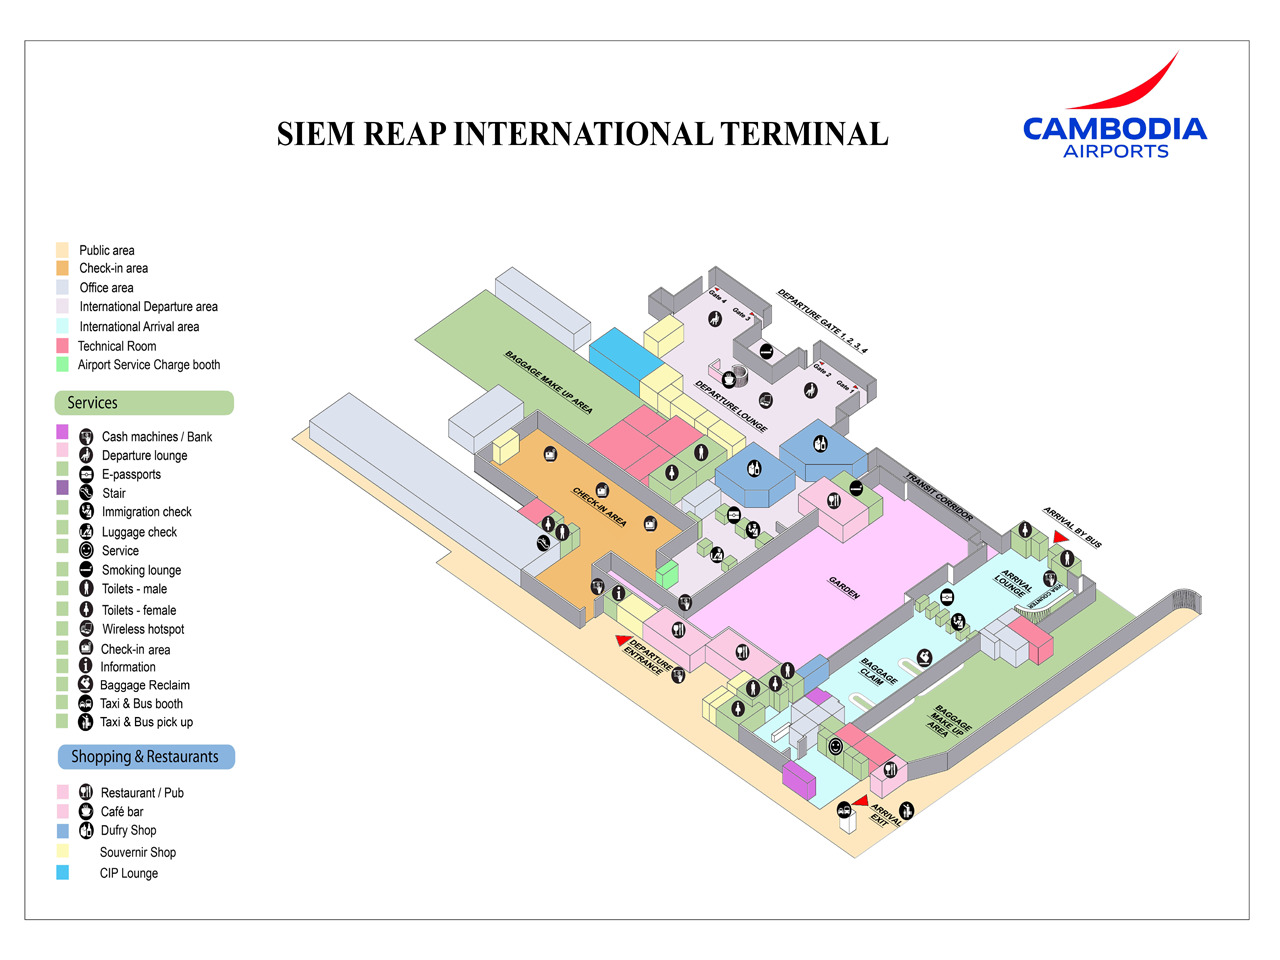 SIEM REAP INTERNATIONAL TERMINAL
CAMBODIA
AIRPORTS
Public area
Check-in area
Office area
International Departure area
International Arrival area
Technical Room
Airport Service Charge booth
Services
Cash machines / Bank
Departure lounge
E-passports
Stair
Immigration check
Luggage check
Service
Smoking lounge
Toilets - male
Toilets - female
Wireless hotspot
Check-in area
Information
Baggage Reclaim
Taxi & Bus booth
Taxi & Bus pick up
Shopping & Restaurants
Restaurant / Pub
Café bar
Dufry Shop
Souvernir Shop
CIP Lounge
Gate 4
Gate 3
DEPARTURE GATE 1, 2, 3, 4
Gate 2
Gate 1
BAGGAGE MAKE UP AREA
DEPARTURE LOUNGE
CHECK-IN AREA
TRANSIT CORRIDOR
ARRIVAL BY BUS
GARDEN
ARRIVAL
LOUNGE
VISA COUNTER
DEPARTURE
ENTRANCE
BAGGAGE
CLAIM
BAGGAGE
MAKE UP
AREA
ARRIVAL
EXIT